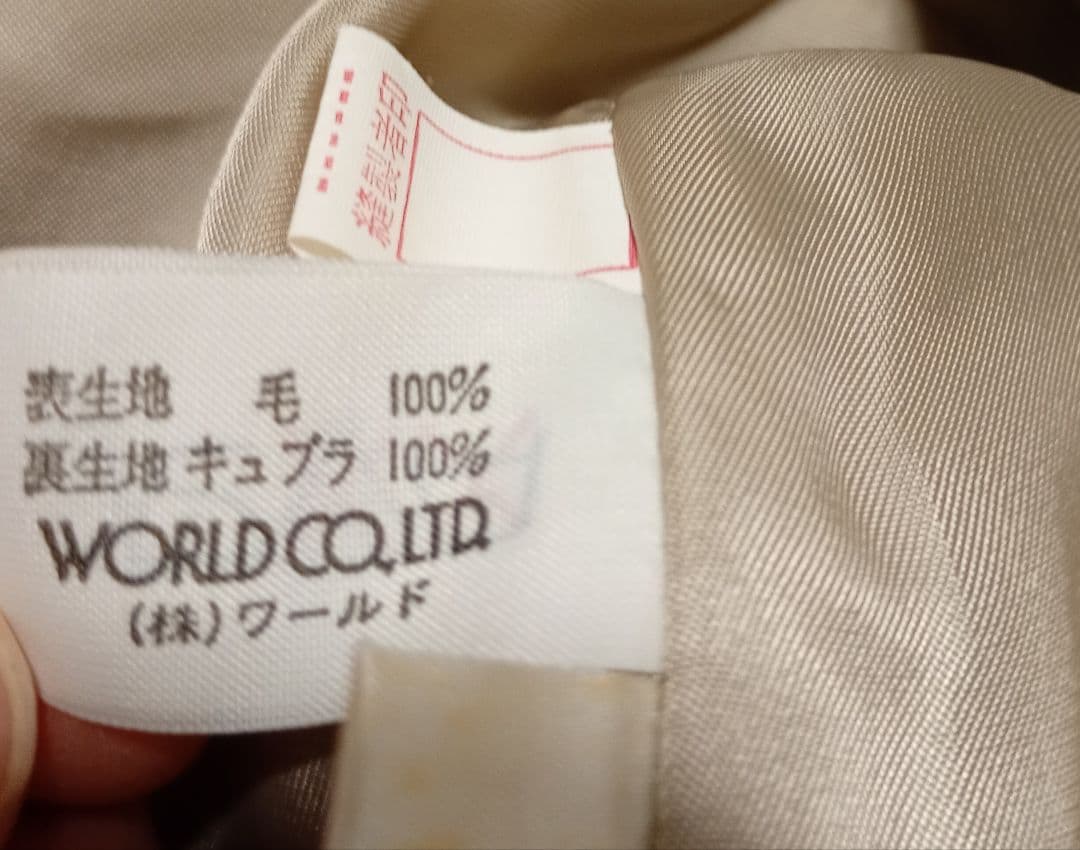 縫製者印
表生地 毛 100%
裏生地 キュプラ 100%
WORLD CO.,LTD.
(株)ワールド